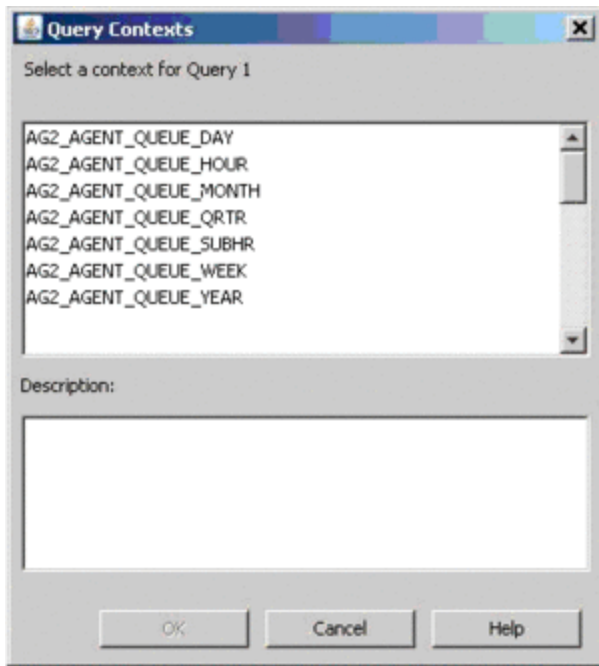 Query Contexts
Select a context for Query 1
AG2_AGENT_QUEUE_DAY
AG2_AGENT_QUEUE_HOUR
AG2_AGENT_QUEUE_MONTH
AG2_AGENT_QUEUE_QRTR
AG2_AGENT_QUEUE_SUBHR
AG2_AGENT_QUEUE_WEEK
AG2_AGENT_QUEUE_YEAR
Description:
OK Cancel Help